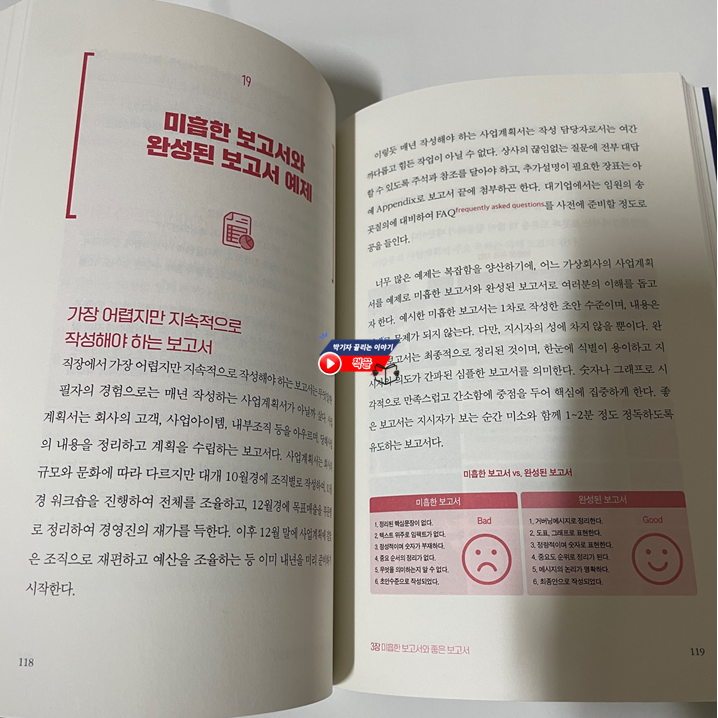 19
미흡한 보고서와
완성된 보고서 예제
가장 어렵지만 지속적으로
작성해야 하는 보고서
직장에서 가장 어렵지만 지속적으로 작성해야 하는 보고서는
필자의 경험으로는 매년 작성하는 사업계획서가 아닐까 싶다.
계획서는 회사의 고객, 사업아이템, 내부조직 등을 아우르며,
의 내용을 정리하고 계획을 수립하는 보고다. 사업계획서는
규모와 문화에 따라 다르지만 대개 10월경에 조직별로 작성하여,
경 워크숍을 진행하여 전체를 조율하고, 12월경에 목표매출을
로 정리하여 경영진의 재가를 득한다. 이후 12월 말에 사업계획에
은 조직으로 재편하고 예산을 조율하는 등 이미 내년을 미리
시작한다.
118
이렇듯 매년 작성해야 하는 사업계획서는 작성 담당자로서는 여간
까다롭고 힘든 작업이 아닐 수 없다. 상사의 끊임없는 질문에 전부 대답
할 수 있도록 주석과 참조를 달아야 하고, 추가설명이 필요한 장표는 아
예 Appendix로 보고서 끝에 첨부하곤 한다. 대기업에서는 임원의 송
곳질의에 대비하여 FAQfrequently asked questions를 사전에 준비할 정도로
공을 들인다.
너무 많은 예제는 복잡함을 양산하기에, 어느 가상회사의 사업계획
서를 예제로 미흡한 보고서와 완성된 보고서로 여러분의 이해를 돕고
자 한다. 예시한 미흡한 보고서는 1차로 작성한 초안 수준이며, 내용은
문제가 되지 않는다. 다만, 지시자의 성에 차지 않을 뿐이다. 완
보고서는 최종적으로 정리된 것이며, 한눈에 식별이 용이하고 지
의도가 간파된 심플한 보고서를 의미한다. 숫자나 그래프로 시
각적으로 만족스럽고 간소함에 중점을 두어 핵심에 집중하게 한다. 좋
은 보고서는 지시자가 보는 순간 미소와 함께 1~2분 정도 정독하도록
유도하는 보고서다.
미흡한 보고서 vs. 완성된 보고서
미흡한 보고서
1. 정리된 핵심문장이 없다.
2. 텍스트 위주로 임팩트가 없다.
3. 정성적이며 숫자가 부재하다.
4. 중요 순서의 정리가 없다.
5. 무엇을 의미하는지 알 수 없다.
6. 초안수준으로 작성되었다.
Bad
완성된 보고서
1. 거버닝메시지로 정리한다.
2. 도표, 그래프로 표현한다.
3. 정량적이며 숫자로 표현한다.
4. 중요도 순위로 정리가 된다.
5. 메시지의 논리가 명확하다.
6. 최종안으로 작성되었다.
Good
3장 미흡한 보고서와 좋은 보고서
119
박기자 끌리는 이야기
책끌